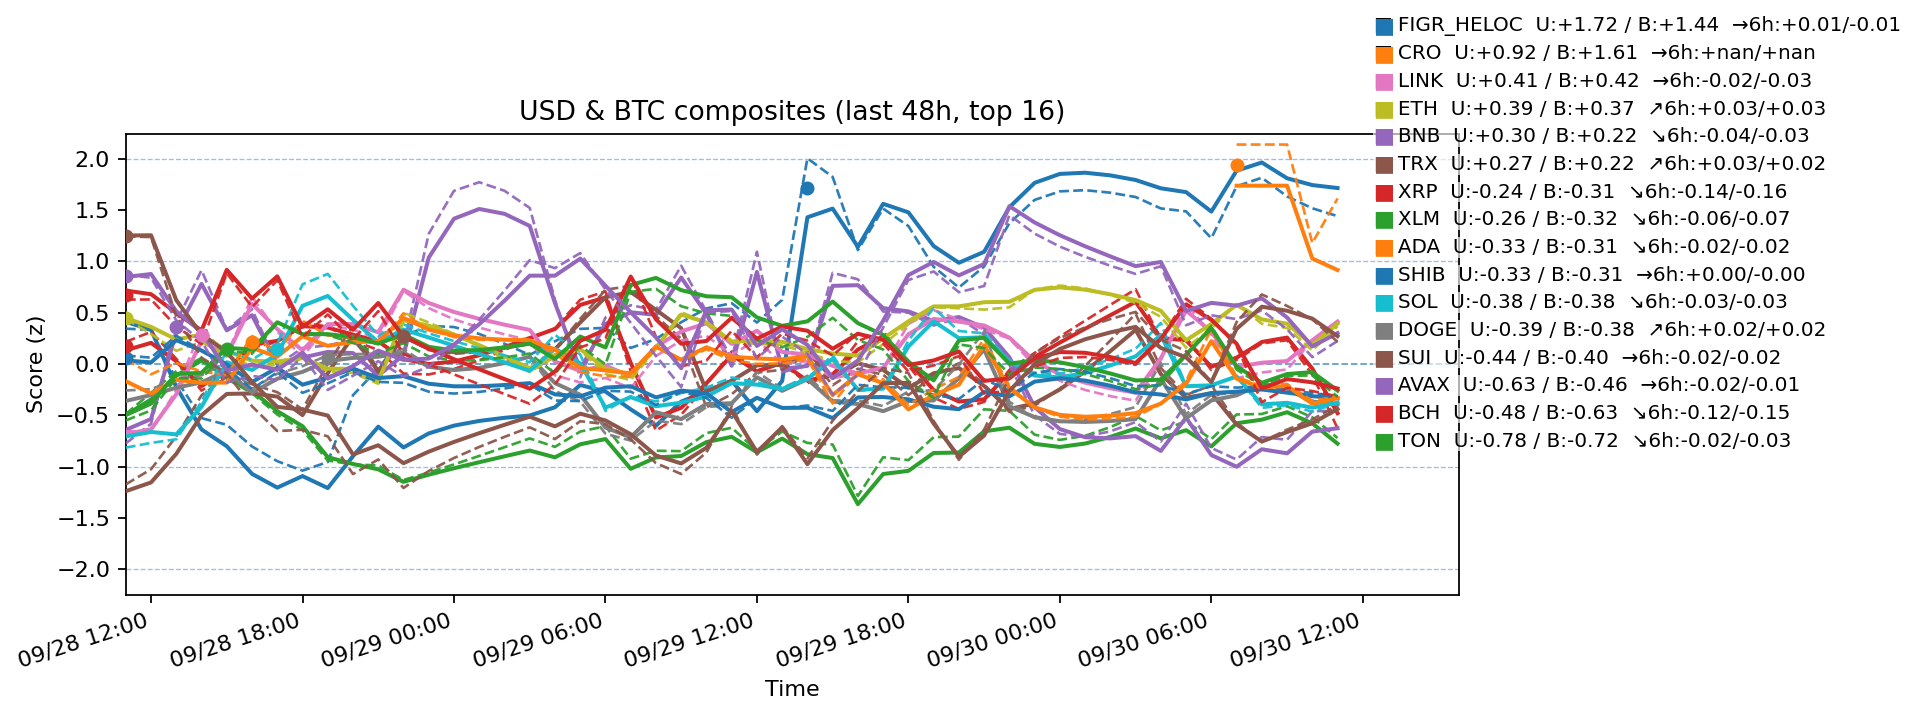 FIGR_HELOC  U:+1.72 / B:+1.44  →6h:+0.01/-0.01
CRO  U:+0.92 / B:+1.61  →6h:+nan/+nan
LINK  U:+0.41 / B:+0.42  →6h:-0.02/-0.03
ETH  U:+0.39 / B:+0.37  ↗6h:+0.03/+0.03
BNB  U:+0.30 / B:+0.22  ↘6h:-0.04/-0.03
TRX  U:+0.27 / B:+0.22  ↗6h:+0.03/+0.02
XRP  U:-0.24 / B:-0.31  ↘6h:-0.14/-0.16
XLM  U:-0.26 / B:-0.32  ↘6h:-0.06/-0.07
ADA  U:-0.33 / B:-0.31  ↘6h:-0.02/-0.02
SHIB  U:-0.33 / B:-0.31  →6h:+0.00/-0.00
SOL  U:-0.38 / B:-0.38  ↘6h:-0.03/-0.03
DOGE  U:-0.39 / B:-0.38  ↗6h:+0.02/+0.02
SUI  U:-0.44 / B:-0.40  →6h:-0.02/-0.02
AVAX  U:-0.63 / B:-0.46  →6h:-0.02/-0.01
BCH  U:-0.48 / B:-0.63  ↘6h:-0.12/-0.15
TON  U:-0.78 / B:-0.72  ↘6h:-0.02/-0.03
USD & BTC composites (last 48h, top 16)
Score (z)
2.0
1.5
1.0
0.5
0.0
−0.5
−1.0
−1.5
−2.0
09/28 12:00
09/28 18:00
09/29 00:00
09/29 06:00
09/29 12:00
09/29 18:00
09/30 00:00
09/30 06:00
09/30 12:00
Time